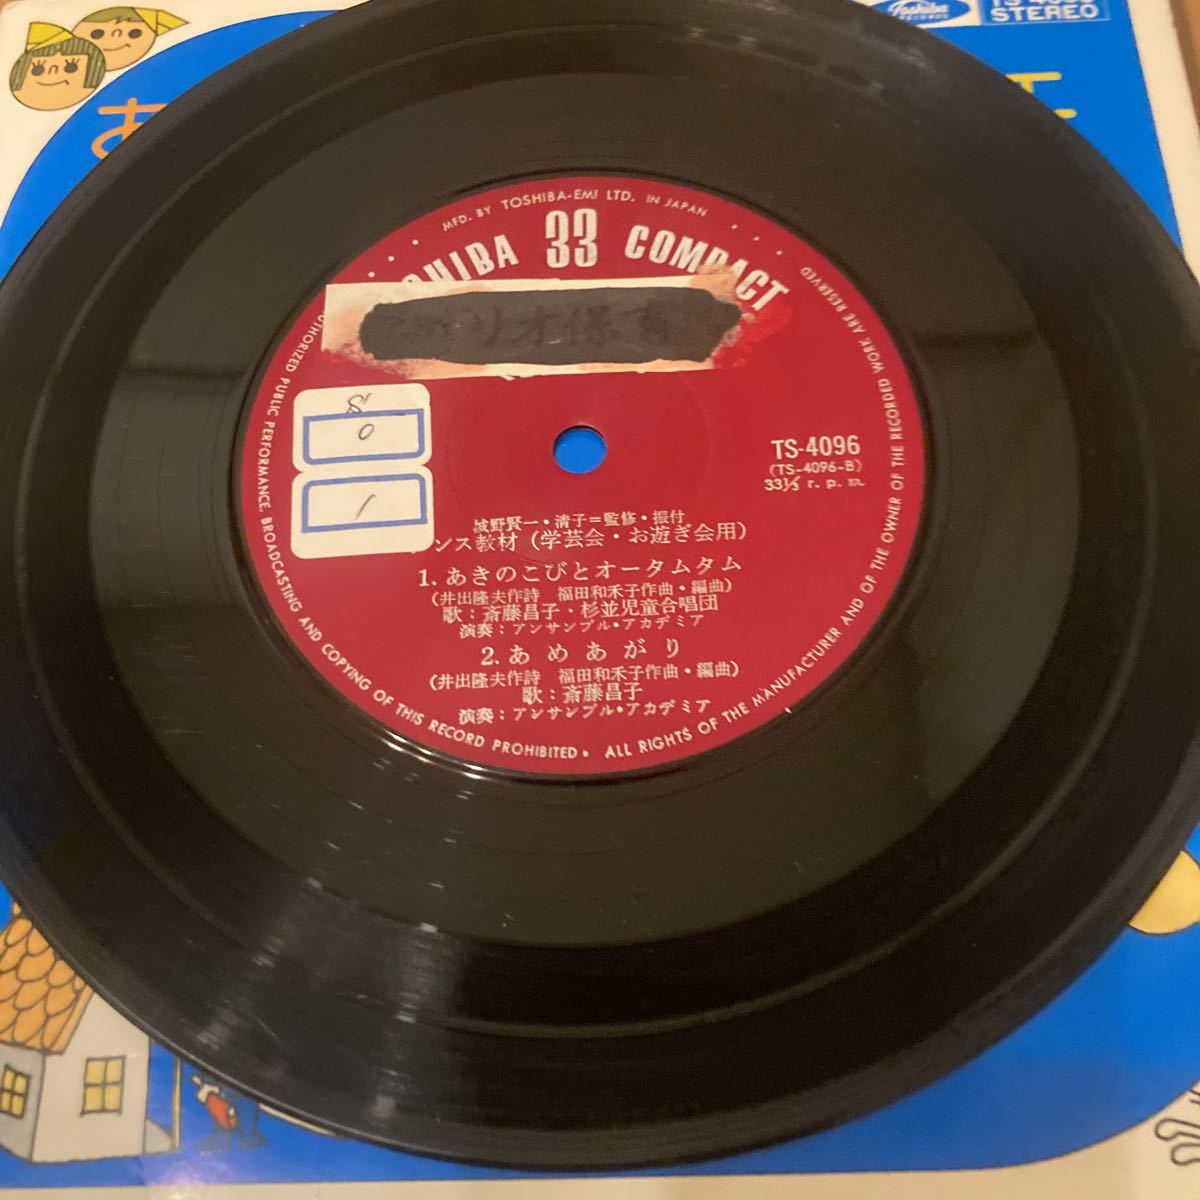 Toshiba
RECORDS
STEREO
あ
MFD. BY TOSHIBA-EMI LTD. IN JAPAN
33 COMPACT
8
0
1
TS-4096
(TS-4096-B)
33⅓ r. p. m.
城野賢一・清子＝監修・振付
ンス教材 (学芸会・お遊ぎ会用)
1. あきのこびとオータムタム
(井出隆夫作詩 福田和禾子作曲・編曲)
歌：斎藤昌子・杉並児童合唱団
演奏：アンサンブル・アカデミア
2. あめあがり
(井出隆夫作詩 福田和禾子作曲・編曲)
歌：斎藤昌子
演奏：アンサンブル・アカデミア
PUBLIC PERFORMANCE, BROADCASTING AND COPYING OF THIS RECORD PROHIBITED • ALL RIGHTS OF THE MANUFACTURER AND OF THE OWNER OF THE RECORDED WORK ARE RESERVED